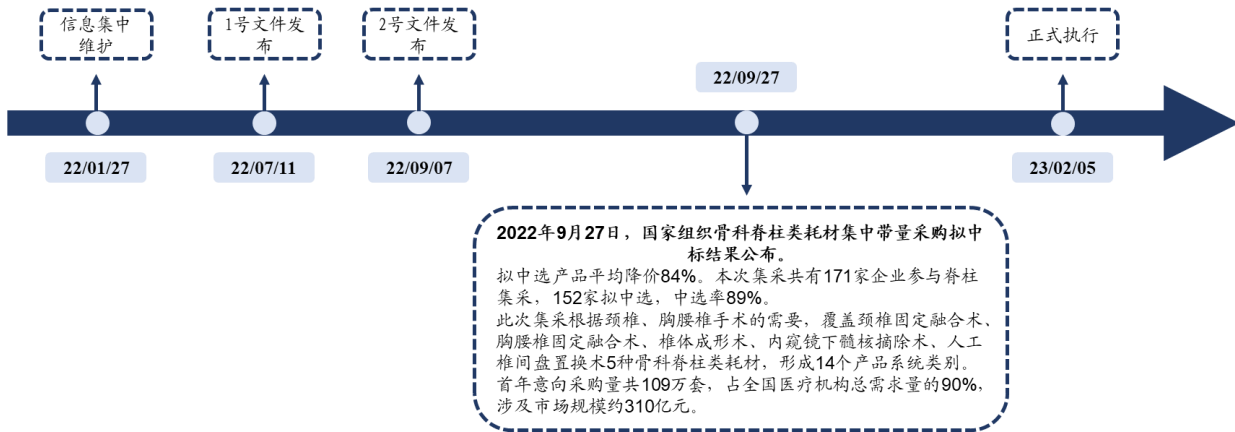 信息集中
维护
1号文件发
布
2号文件发
布
正式执行
22/09/27
22/01/27
22/07/11
22/09/07
23/02/05
2022年9月27日，国家组织骨科脊柱类耗材集中带量采购拟中
标结果公布。
拟中选产品平均降价84%。本次集采共有171家企业参与脊柱
集采，152家拟中选，中选率89%。
此次集采根据颈椎、胸腰椎手术的需要，覆盖颈椎固定融合术、
胸腰椎固定融合术、椎体成形术、内窥镜下髓核摘除术、人工
椎间盘置换术5种骨科脊柱类耗材，形成14个产品系统类别。
首年意向采购量共109万套，占全国医疗机构总需求量的90%，
涉及市场规模约310亿元。